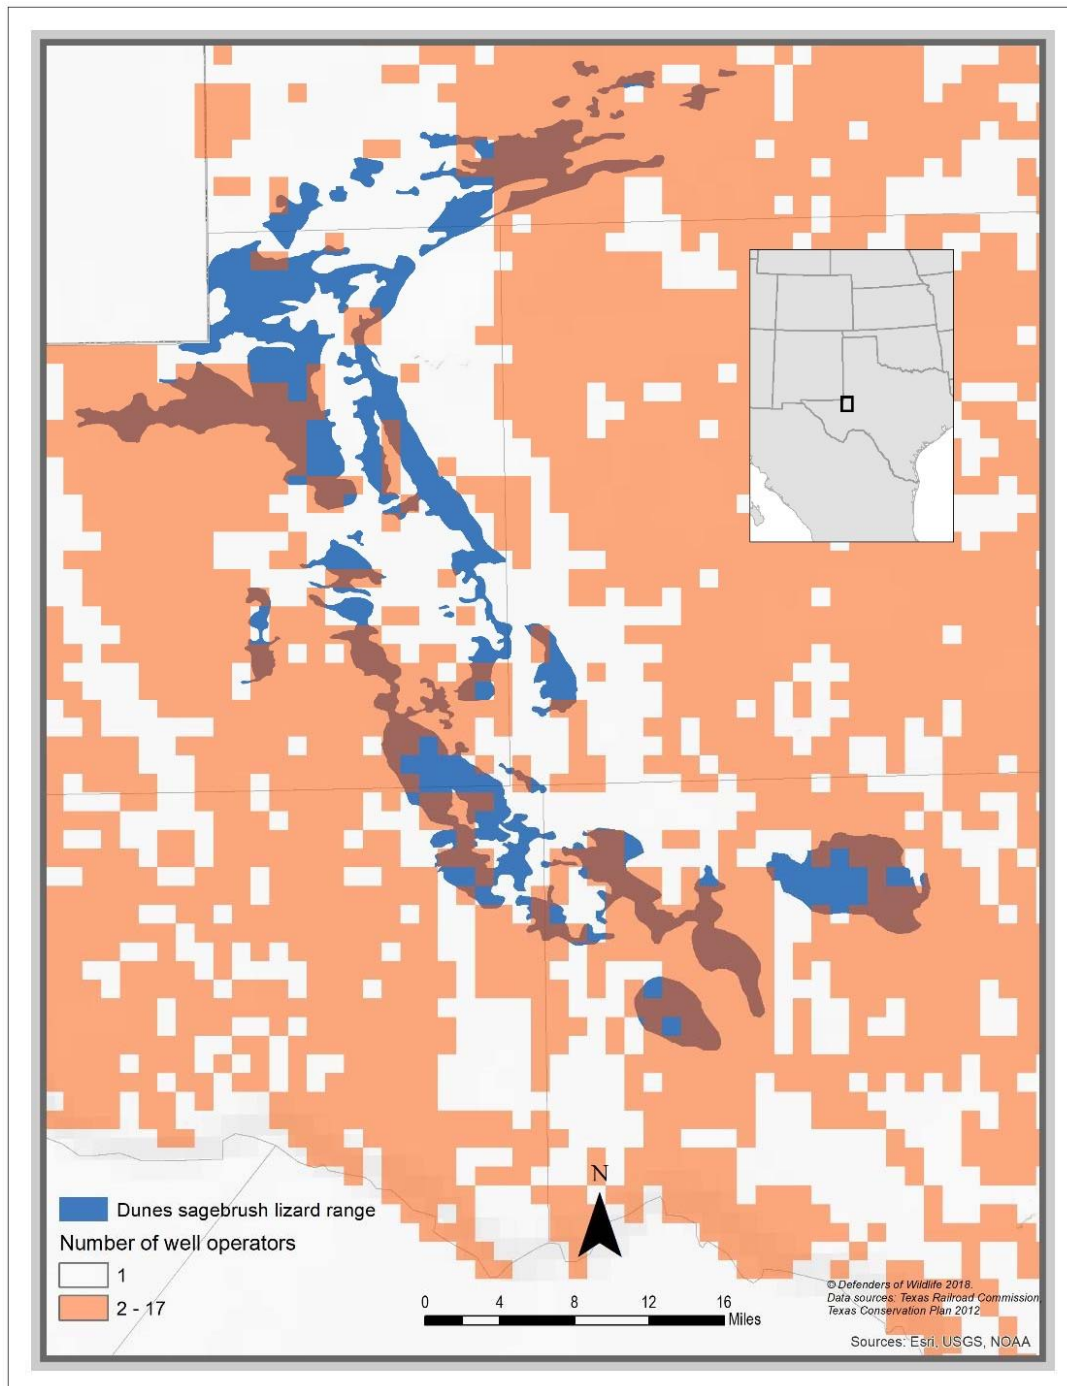 N
Dunes sagebrush lizard range
Number of well operators
1
2 - 17
0 4 8 12 16
Miles
© Defenders of Wildlife 2018.
Data sources: Texas Railroad Commission,
Texas Conservation Plan 2012
Sources: Esri, USGS, NOAA